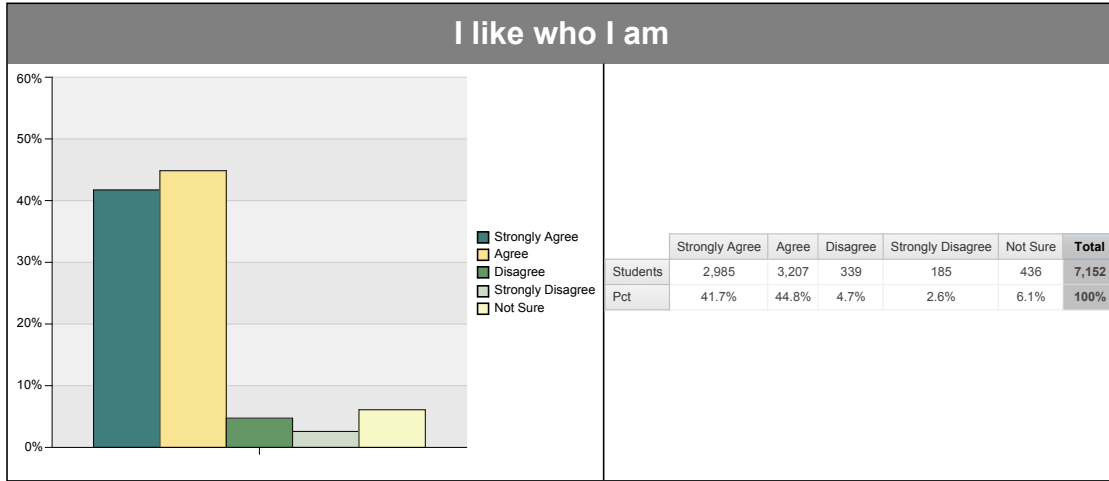 I like who I am
60%
50%
40%
30%
20%
10%
0%
Strongly Agree
Agree
Disagree
Strongly Disagree
Not Sure
Strongly Agree Agree Disagree Strongly Disagree Not Sure Total
Students 2,985 3,207 339 185 436 7,152
Pct 41.7% 44.8% 4.7% 2.6% 6.1% 100%